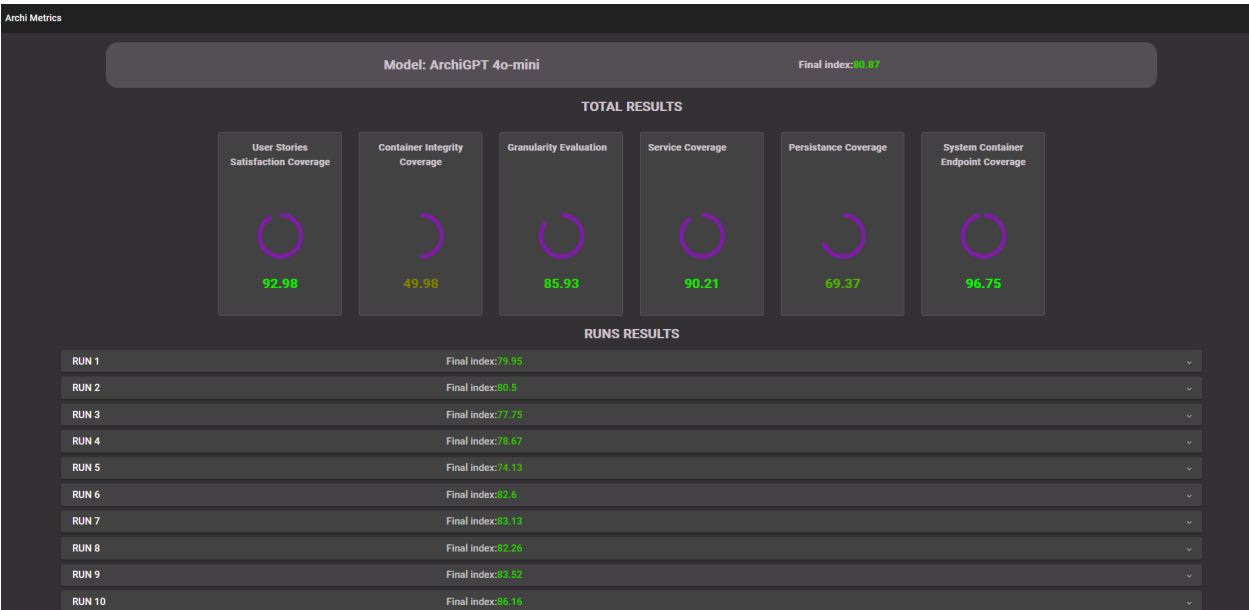 Archi Metrics
Model: ArchiGPT 4o-mini
Final index:80.87
TOTAL RESULTS
User Stories
Satisfaction Coverage
92.98
Container Integrity
Coverage
49.98
Granularity Evaluation
85.93
Service Coverage
90.21
Persistance Coverage
69.37
System Container
Endpoint Coverage
96.75
RUNS RESULTS
RUN 1 Final index:79.95
RUN 2 Final index:80.5
RUN 3 Final index:77.75
RUN 4 Final index:78.67
RUN 5 Final index:74.13
RUN 6 Final index:82.6
RUN 7 Final index:83.13
RUN 8 Final index:82.26
RUN 9 Final index:83.52
RUN 10 Final index:86.16